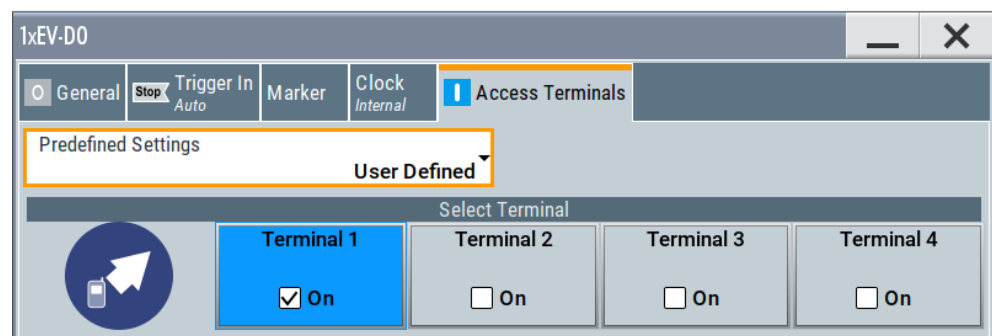 1xEV-DO
O General Stop Trigger In Marker Clock I Access Terminals
Auto Internal
Predefined Settings
User Defined
Select Terminal
Terminal 1 Terminal 2 Terminal 3 Terminal 4
On On On On